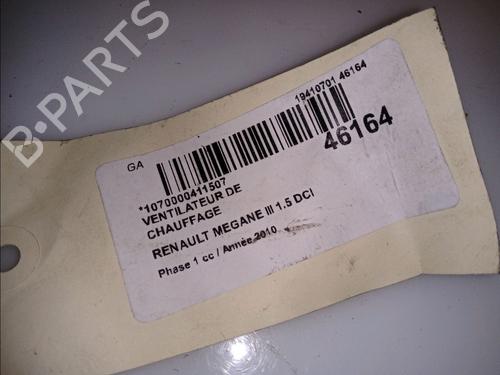 B-PARTS
GA
19410701 46164
46164
*1070000411507
VENTILATEUR DE
CHAUFFAGE
RENAULT MEGANE III 1.5 DCI
Phase 1 cc / Année 2010